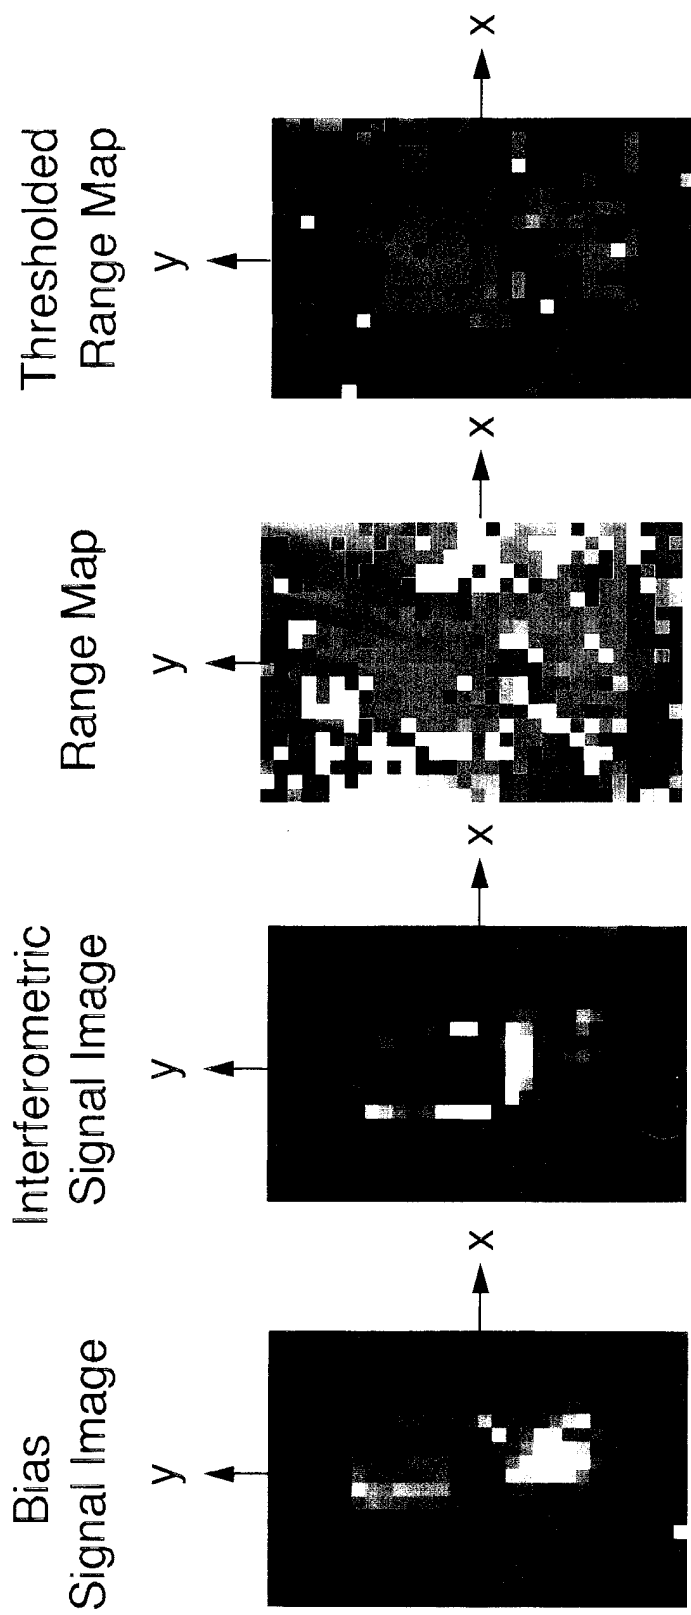 Bias
Signal Image
y
x
Interferometric
Signal Image
y
x
Range Map
y
x
Thresholded
Range Map
y
x